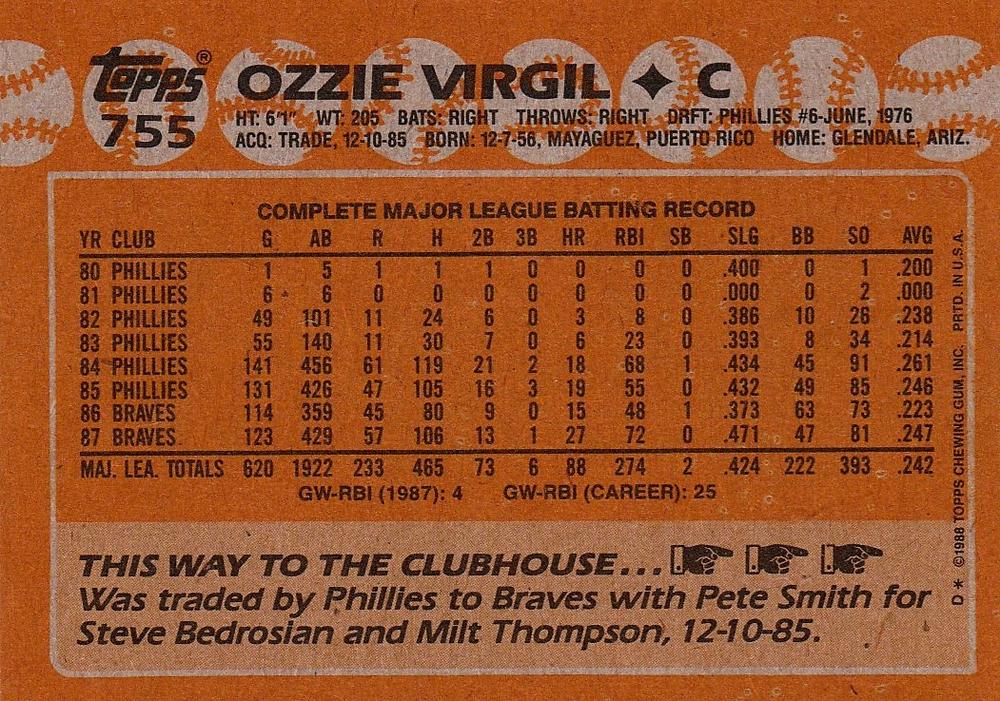 Topps® OZZIE VIRGIL ✦ C
755 HT: 6'1" WT: 205 BATS: RIGHT THROWS: RIGHT DRFT: PHILLIES #6-JUNE, 1976
ACQ: TRADE, 12-10-85 BORN: 12-7-56, MAYAGUEZ, PUERTO RICO HOME: GLENDALE, ARIZ.
COMPLETE MAJOR LEAGUE BATTING RECORD
YR CLUB G AB R H 2B 3B HR RBI SB SLG BB SO AVG
80 PHILLIES 1 5 1 1 1 0 0 0 0 .400 0 1 .200
81 PHILLIES 6 6 0 0 0 0 0 0 0 .000 0 2 .000
82 PHILLIES 49 101 11 24 6 0 3 8 0 .386 10 26 .238
83 PHILLIES 55 140 11 30 7 0 6 23 0 .393 8 34 .214
84 PHILLIES 141 456 61 119 21 2 18 68 1 .434 45 91 .261
85 PHILLIES 131 426 47 105 16 3 19 55 0 .432 49 85 .246
86 BRAVES 114 359 45 80 9 0 15 48 1 .373 63 73 .223
87 BRAVES 123 429 57 106 13 1 27 72 0 .471 47 81 .247
MAJ. LEA. TOTALS 620 1922 233 465 73 6 88 274 2 .424 222 393 .242
GW-RBI (1987): 4 GW-RBI (CAREER): 25
THIS WAY TO THE CLUBHOUSE...
Was traded by Phillies to Braves with Pete Smith for
Steve Bedrosian and Milt Thompson, 12-10-85.
D * ©1988 TOPPS CHEWING GUM, INC. PRTD. IN U.S.A.